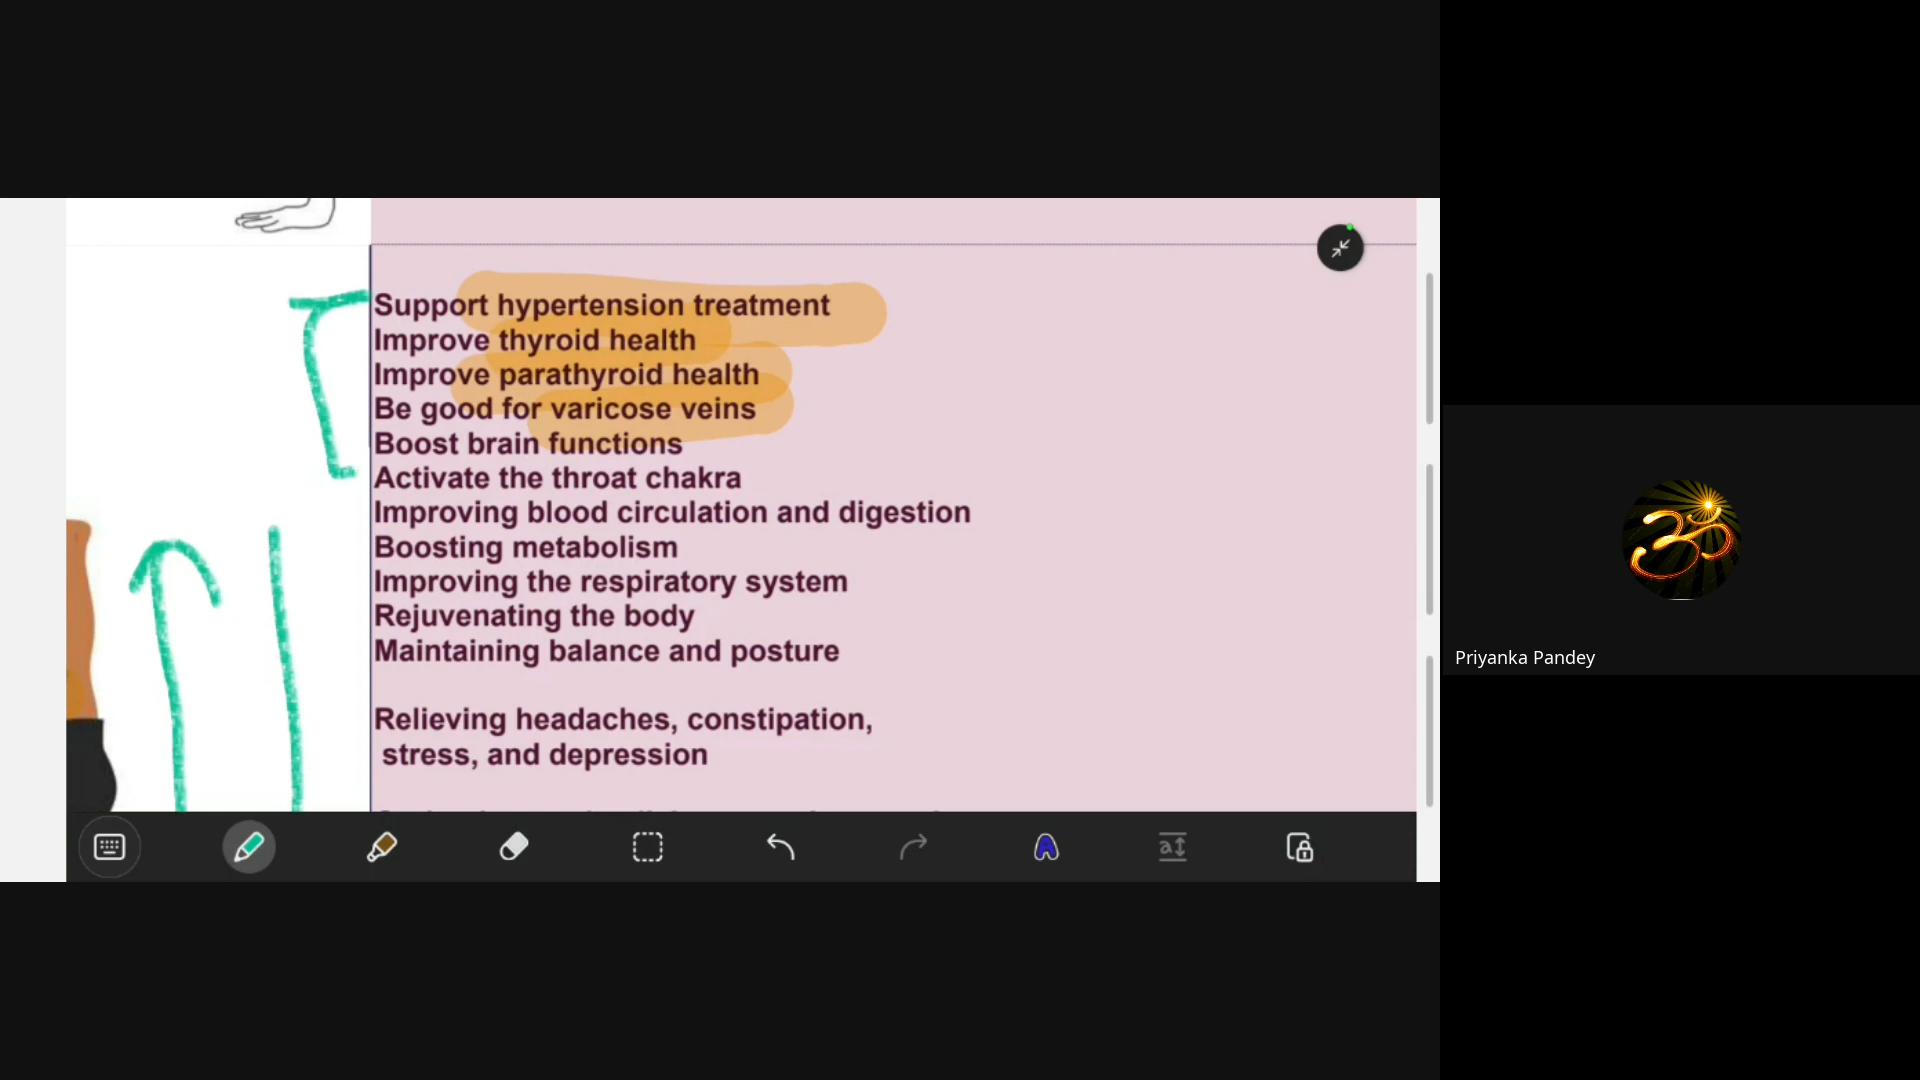 Support hypertension treatment
Improve thyroid health
Improve parathyroid health
Be good for varicose veins
Boost brain functions
Activate the throat chakra
Improving blood circulation and digestion
Boosting metabolism
Improving the respiratory system
Rejuvenating the body
Maintaining balance and posture
Relieving headaches, constipation,
stress, and depression
Priyanka Pandey
ॐ